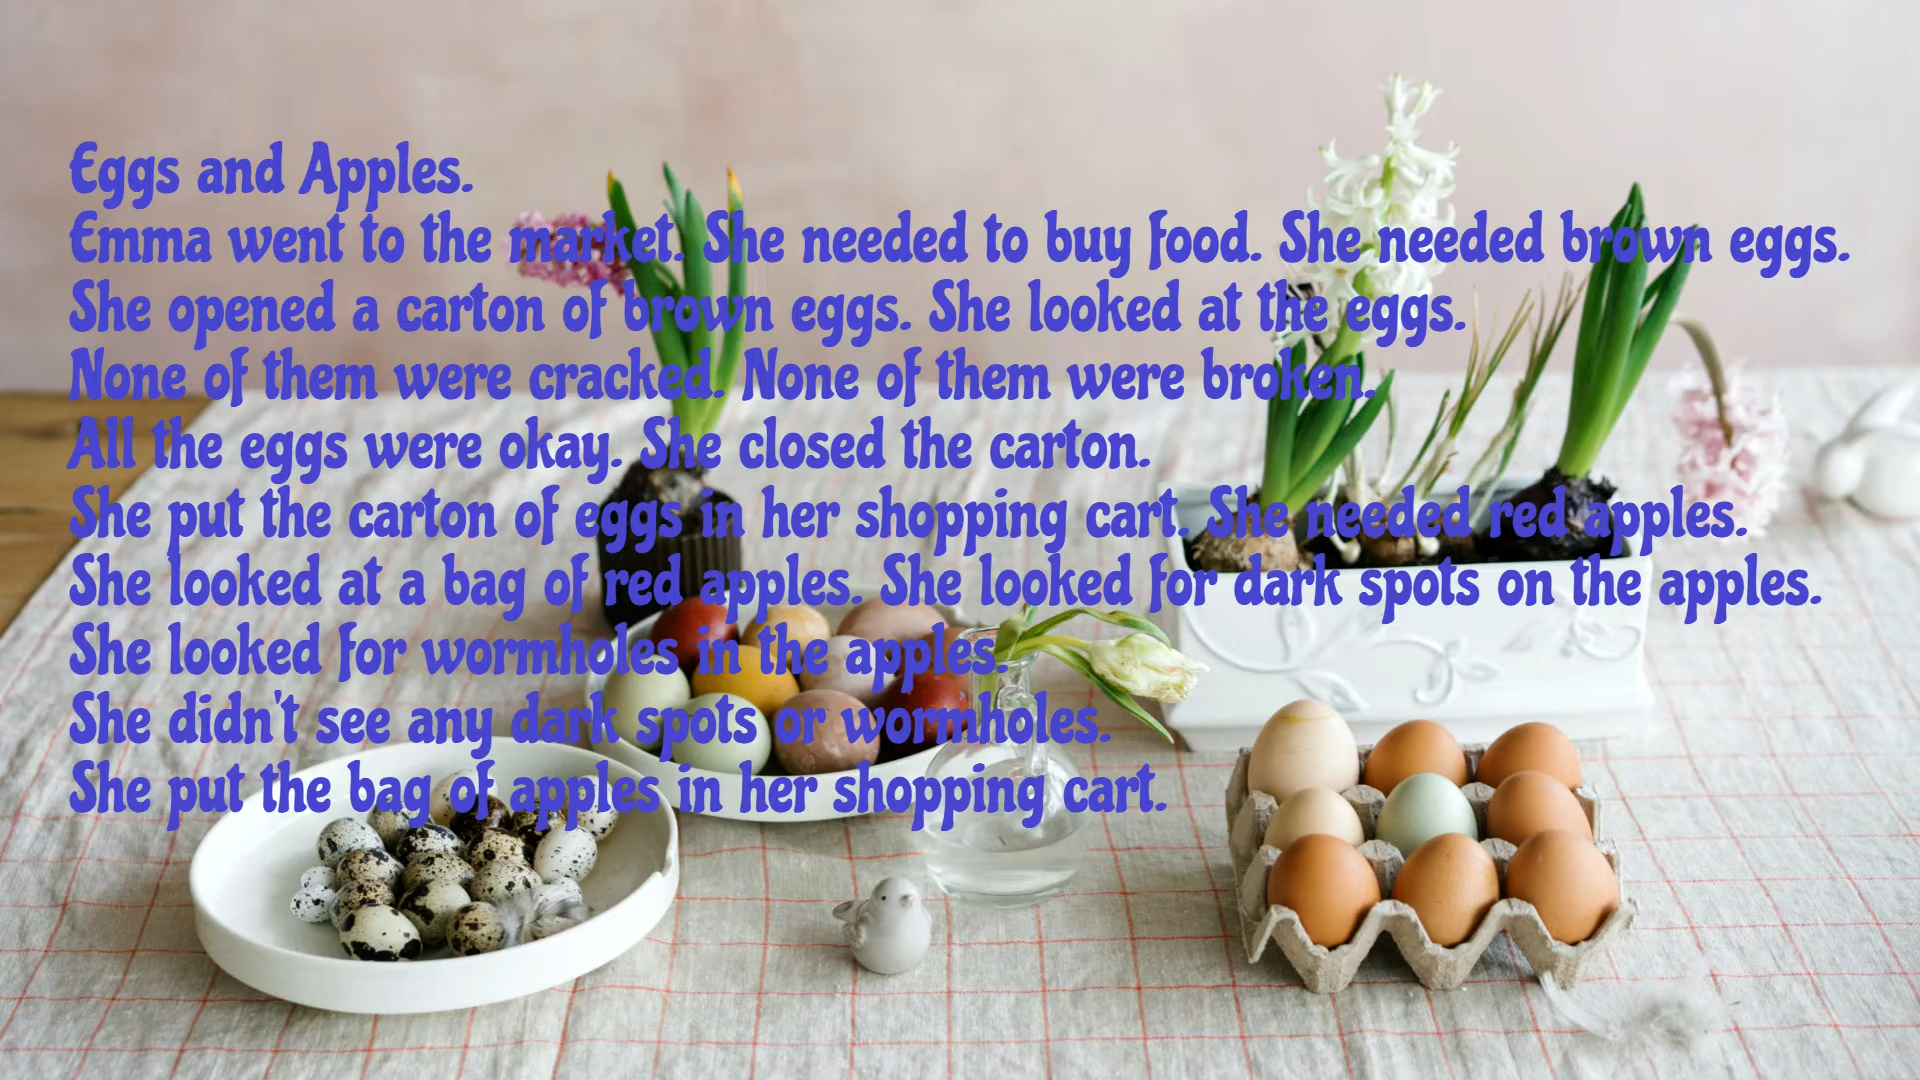 Eggs and Apples.
Emma went to the market. She needed to buy food. She needed brown eggs.
She opened a carton of brown eggs. She looked at the eggs.
None of them were cracked. None of them were broken.
All the eggs were okay. She closed the carton.
She put the carton of eggs in her shopping cart. She needed red apples.
She looked at a bag of red apples. She looked for dark spots on the apples.
She looked for wormholes in the apples.
She didn't see any dark spots or wormholes.
She put the bag of apples in her shopping cart.